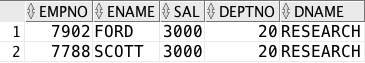 EMPNO ENAME SAL DEPTNO DNAME
1 7902 FORD 3000 20 RESEARCH
2 7788 SCOTT 3000 20 RESEARCH